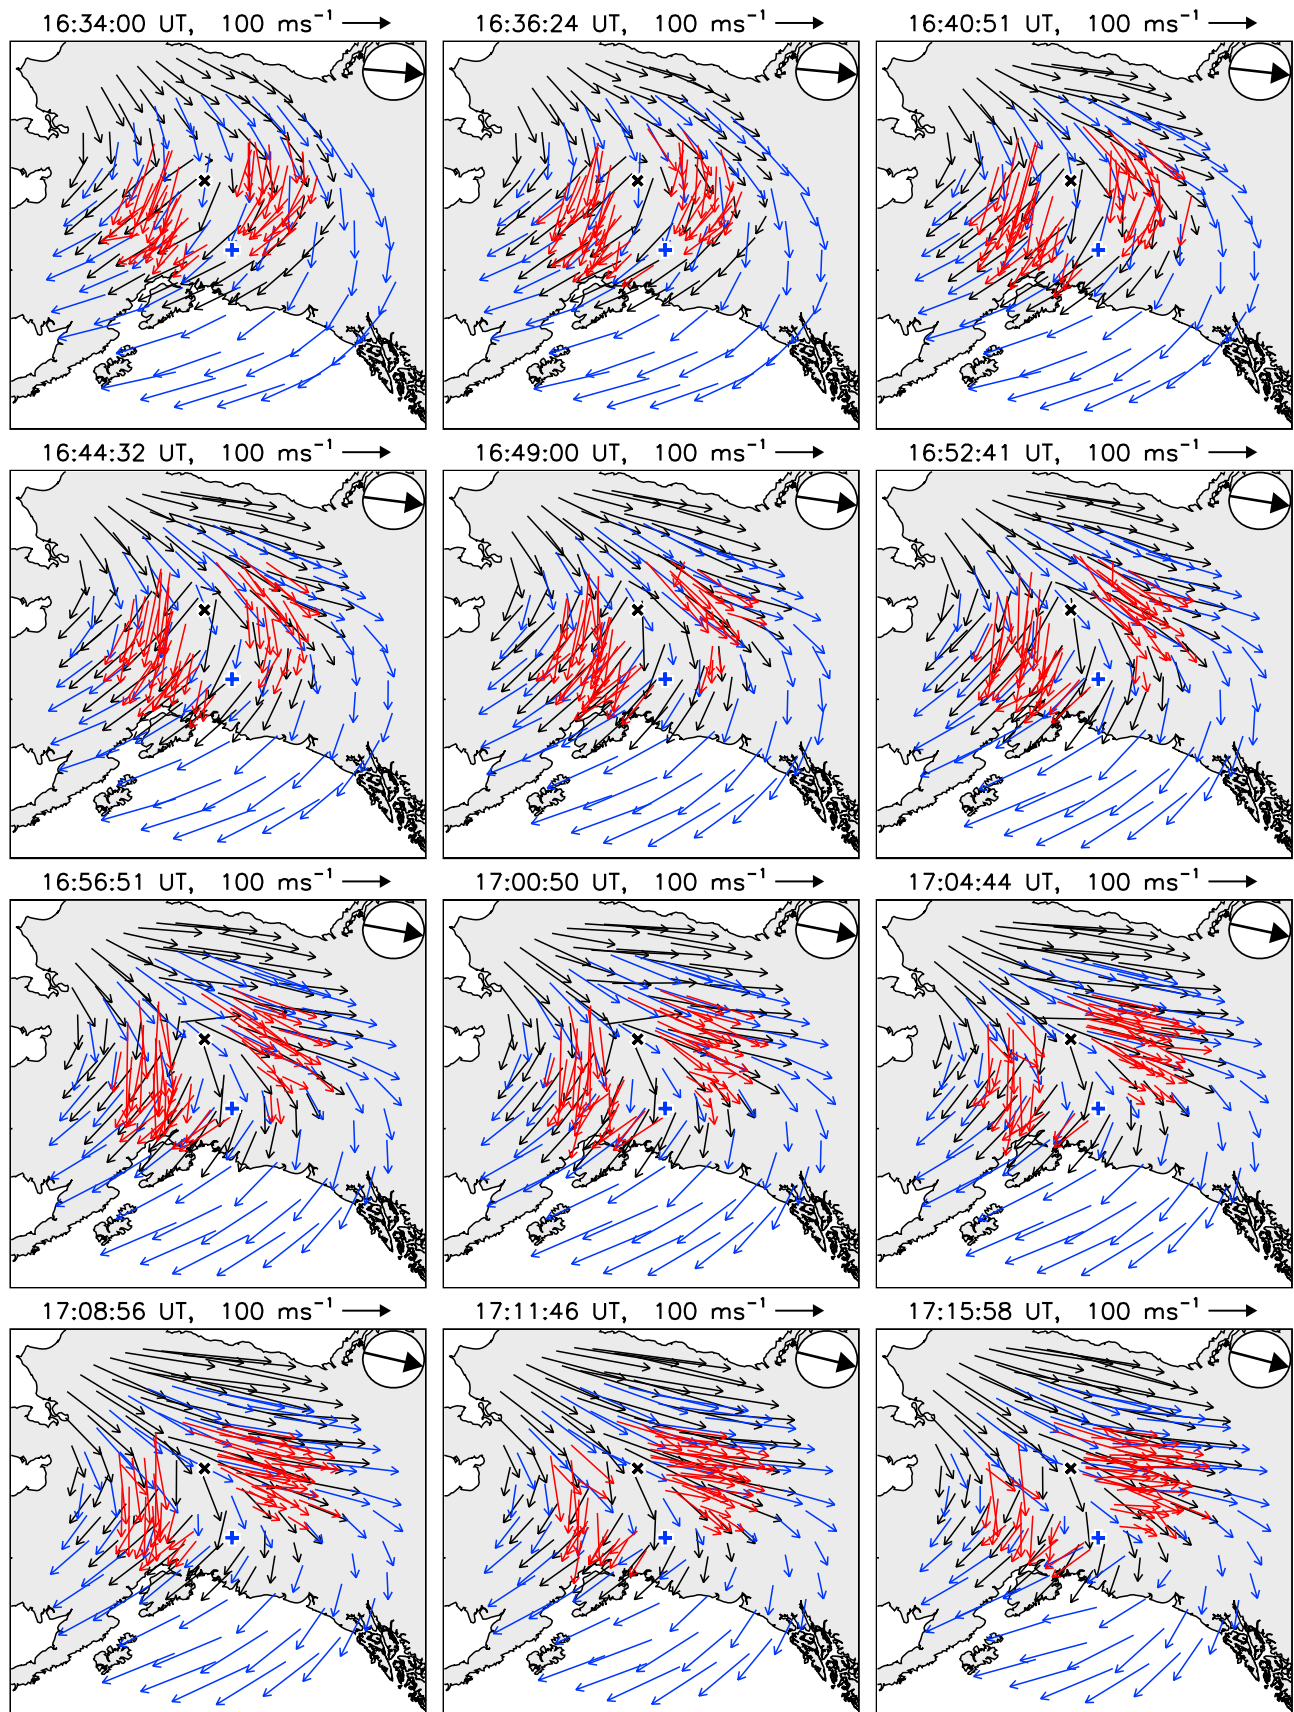 16:34:00 UT, 100 ms⁻¹
16:36:24 UT, 100 ms⁻¹
16:40:51 UT, 100 ms⁻¹
16:44:32 UT, 100 ms⁻¹
16:49:00 UT, 100 ms⁻¹
16:52:41 UT, 100 ms⁻¹
16:56:51 UT, 100 ms⁻¹
17:00:50 UT, 100 ms⁻¹
17:04:44 UT, 100 ms⁻¹
17:08:56 UT, 100 ms⁻¹
17:11:46 UT, 100 ms⁻¹
17:15:58 UT, 100 ms⁻¹